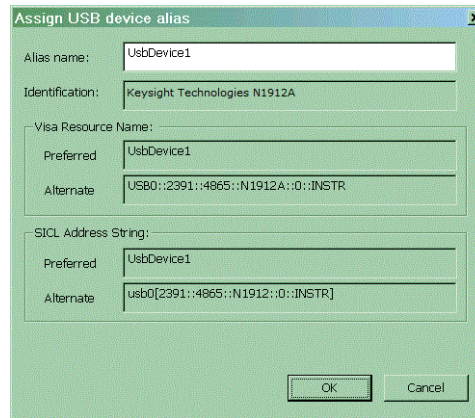 Assign USB device alias
Alias name: UsbDevice1
Identification: Keysight Technologies N1912A
Visa Resource Name:
Preferred UsbDevice1
Alternate USB0::2391::4865::N1912A::0::INSTR
SICL Address String:
Preferred UsbDevice1
Alternate usb0[2391::4865::N1912::0::INSTR]
OK Cancel